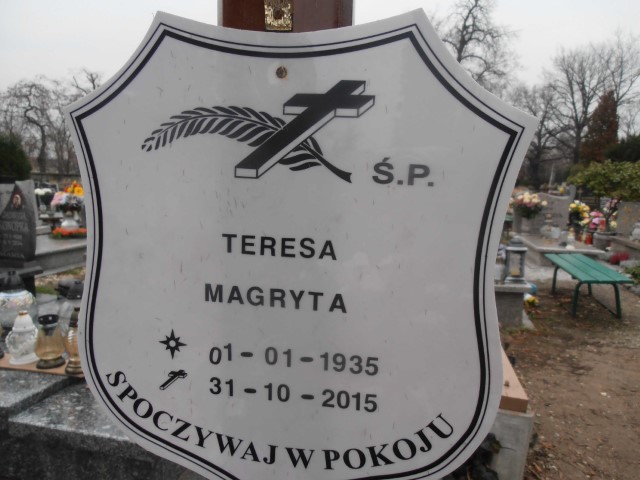 Ś.P.
TERESA
MAGRYTA
01-01-1935
31-10-2015
SPOCZYWAJ W POKOJU